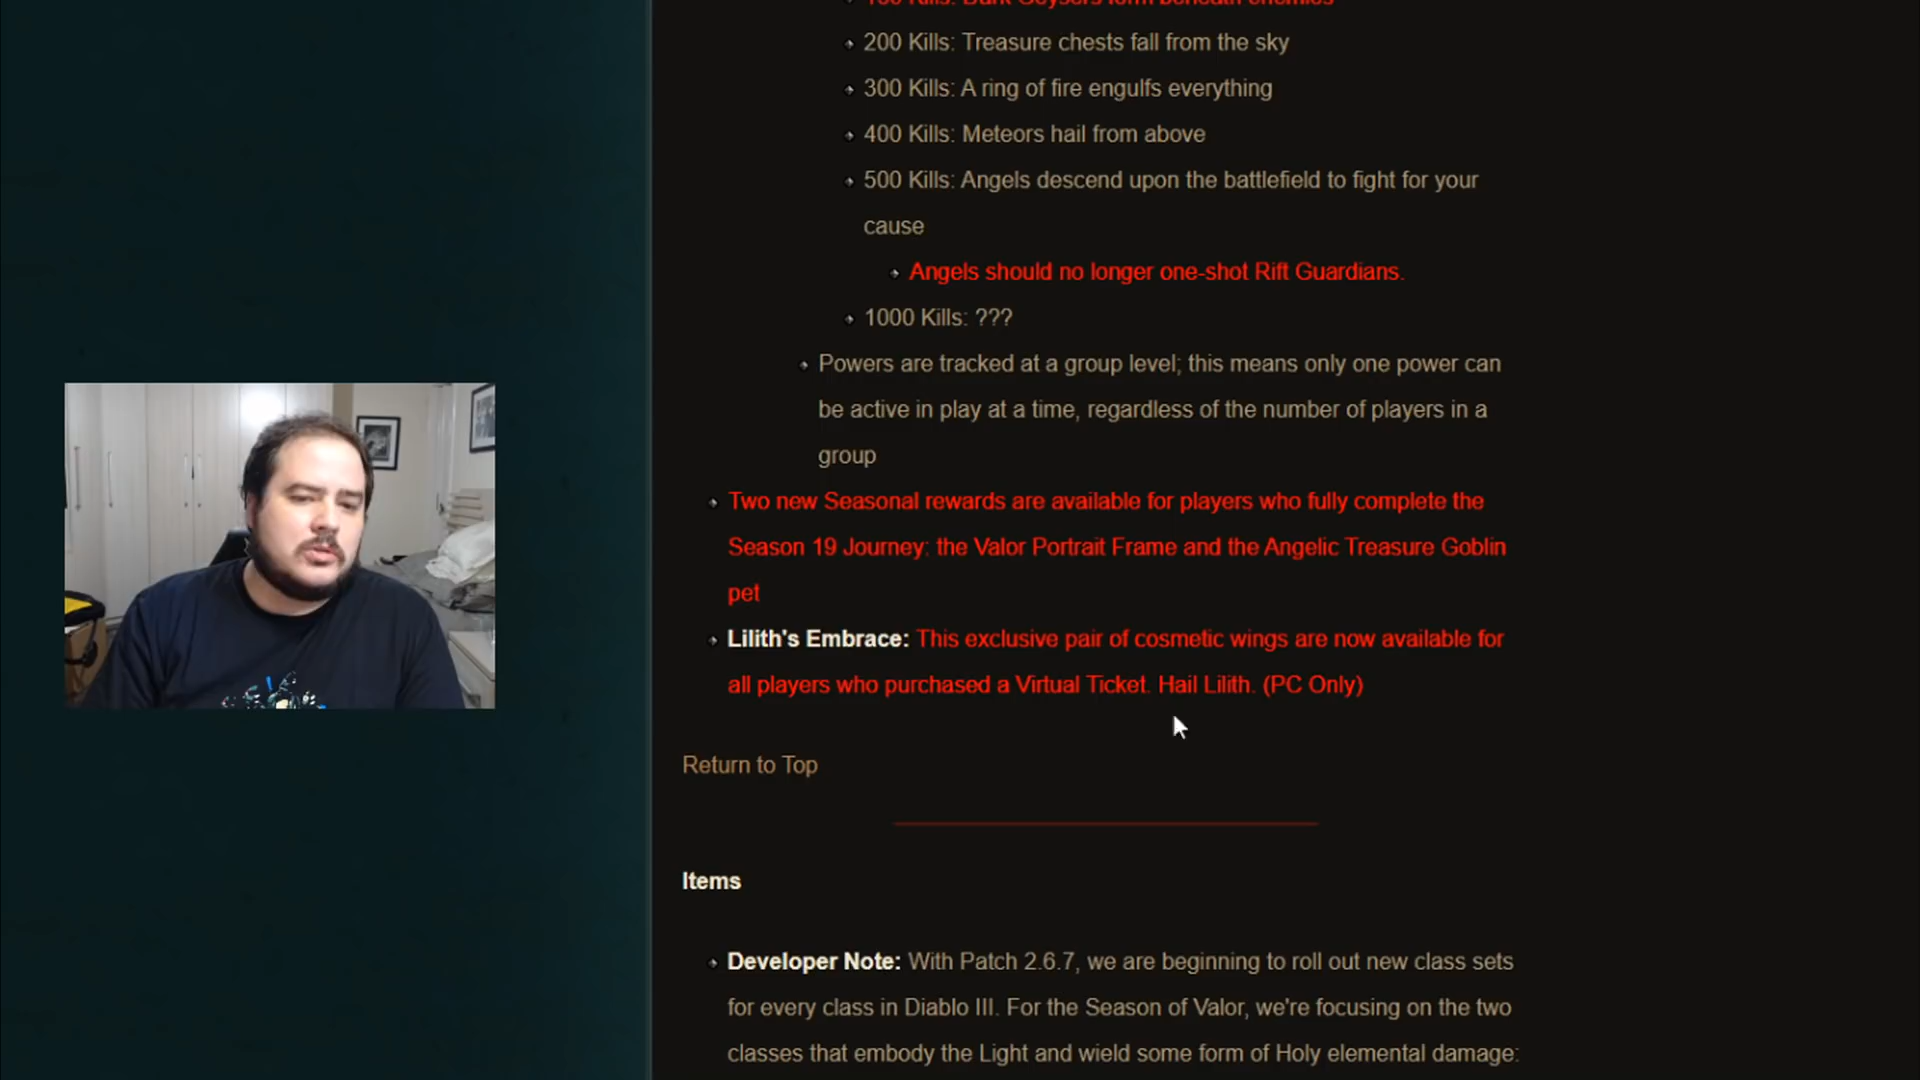 100 Kills: Dark Geysers form beneath enemies
200 Kills: Treasure chests fall from the sky
300 Kills: A ring of fire engulfs everything
400 Kills: Meteors hail from above
500 Kills: Angels descend upon the battlefield to fight for your
cause
Angels should no longer one-shot Rift Guardians.
1000 Kills: ???
Powers are tracked at a group level; this means only one power can
be active in play at a time, regardless of the number of players in a
group
Two new Seasonal rewards are available for players who fully complete the
Season 19 Journey: the Valor Portrait Frame and the Angelic Treasure Goblin
pet
Lilith's Embrace: This exclusive pair of cosmetic wings are now available for
all players who purchased a Virtual Ticket. Hail Lilith. (PC Only)
Return to Top
Items
Developer Note: With Patch 2.6.7, we are beginning to roll out new class sets
for every class in Diablo III. For the Season of Valor, we're focusing on the two
classes that embody the Light and wield some form of Holy elemental damage: